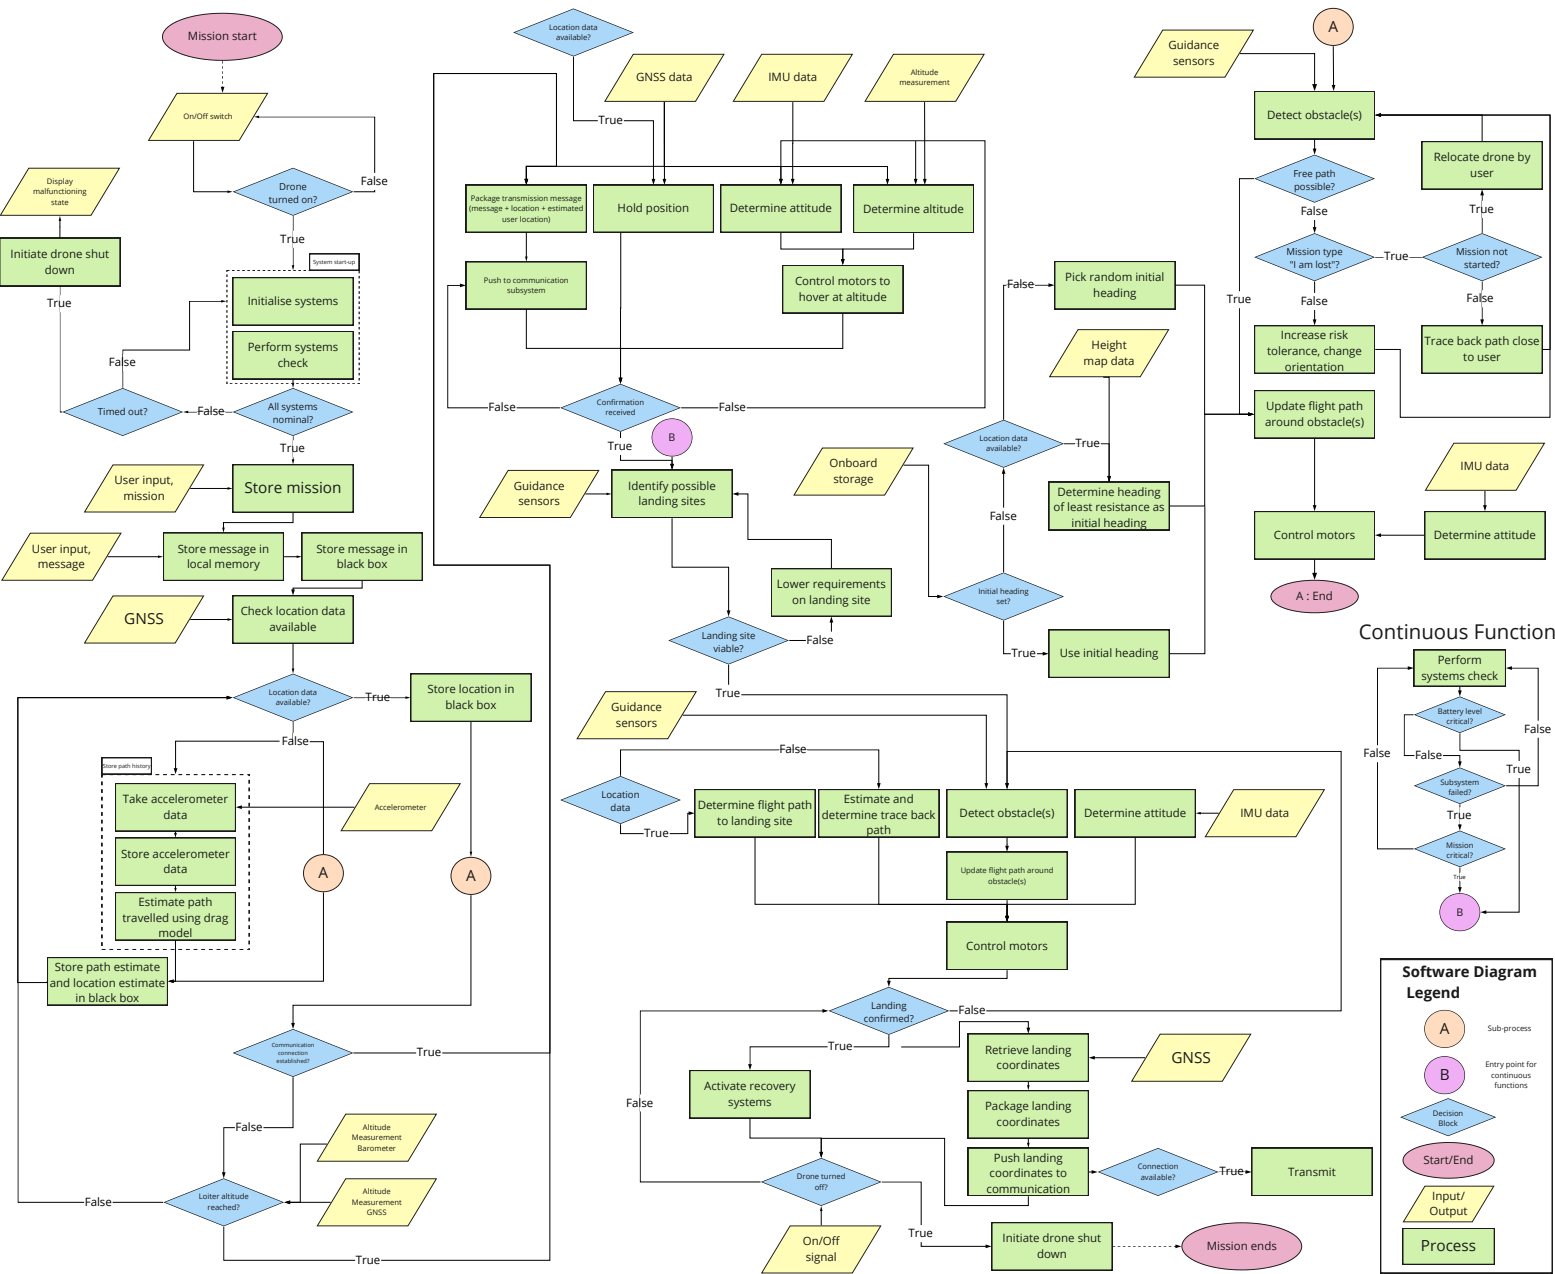 Mission start
On/Off switch
False
Drone
turned on?
True
Display
malfunctioning
state
Initiate drone shut
down
True
System start-up
Initialise systems
Perform systems
check
False
Timed out?
False
All systems
nominal?
True
User input,
mission
Store mission
User input,
message
Store message in
local memory
Store message in
black box
GNSS
Check location data
available
Location data
available?
True
Store location in
black box
False
Store path history
Take accelerometer
data
Accelerometer
Store accelerometer
data
Estimate path
travelled using drag
model
A
A
Store path estimate
and location estimate
in black box
Communication
connection
established?
True
False
Altitude
Measurement
Barometer
Altitude
Measurement
GNSS
Loiter altitude
reached?
False
True
Location data
available?
True
GNSS data
IMU data
Altitude
measurement
Package transmission message
(message + location + estimated
user location)
Hold position
Determine attitude
Determine altitude
Push to communication
subsystem
Control motors to
hover at altitude
False
Confirmation
received
False
True
B
Guidance
sensors
Identify possible
landing sites
Lower requirements
on landing site
Landing site
viable?
False
True
Guidance
sensors
False
Location
data
True
Determine flight path
to landing site
Estimate and
determine trace back
path
Detect obstacle(s)
Determine attitude
IMU data
Update flight path around
obstacle(s)
Control motors
Landing
confirmed?
False
True
Activate recovery
systems
Retrieve landing
coordinates
GNSS
Package landing
coordinates
Push landing
coordinates to
communication
Connection
available?
True
Transmit
False
Drone turned
off?
True
On/Off
signal
Initiate drone shut
down
Mission ends
A
Guidance
sensors
Detect obstacle(s)
Free path
possible?
False
True
Mission type
"I am lost"?
True
Mission not
started?
True
Relocate drone by
user
False
False
Increase risk
tolerance, change
orientation
Trace back path close
to user
Update flight path
around obstacle(s)
IMU data
Control motors
Determine attitude
A : End
False
Pick random initial
heading
Height
map data
Location data
available?
True
Determine heading
of least resistance as
initial heading
Onboard
storage
False
Initial heading
set?
True
Use initial heading
Continuous Function
Perform
systems check
Battery level
critical?
False
True
Subsystem
failed?
False
True
Mission
critical?
False
True
B
Software Diagram
Legend
A
Sub-process
B
Entry point for
continuous
functions
Decision
Block
Start/End
Input/
Output
Process